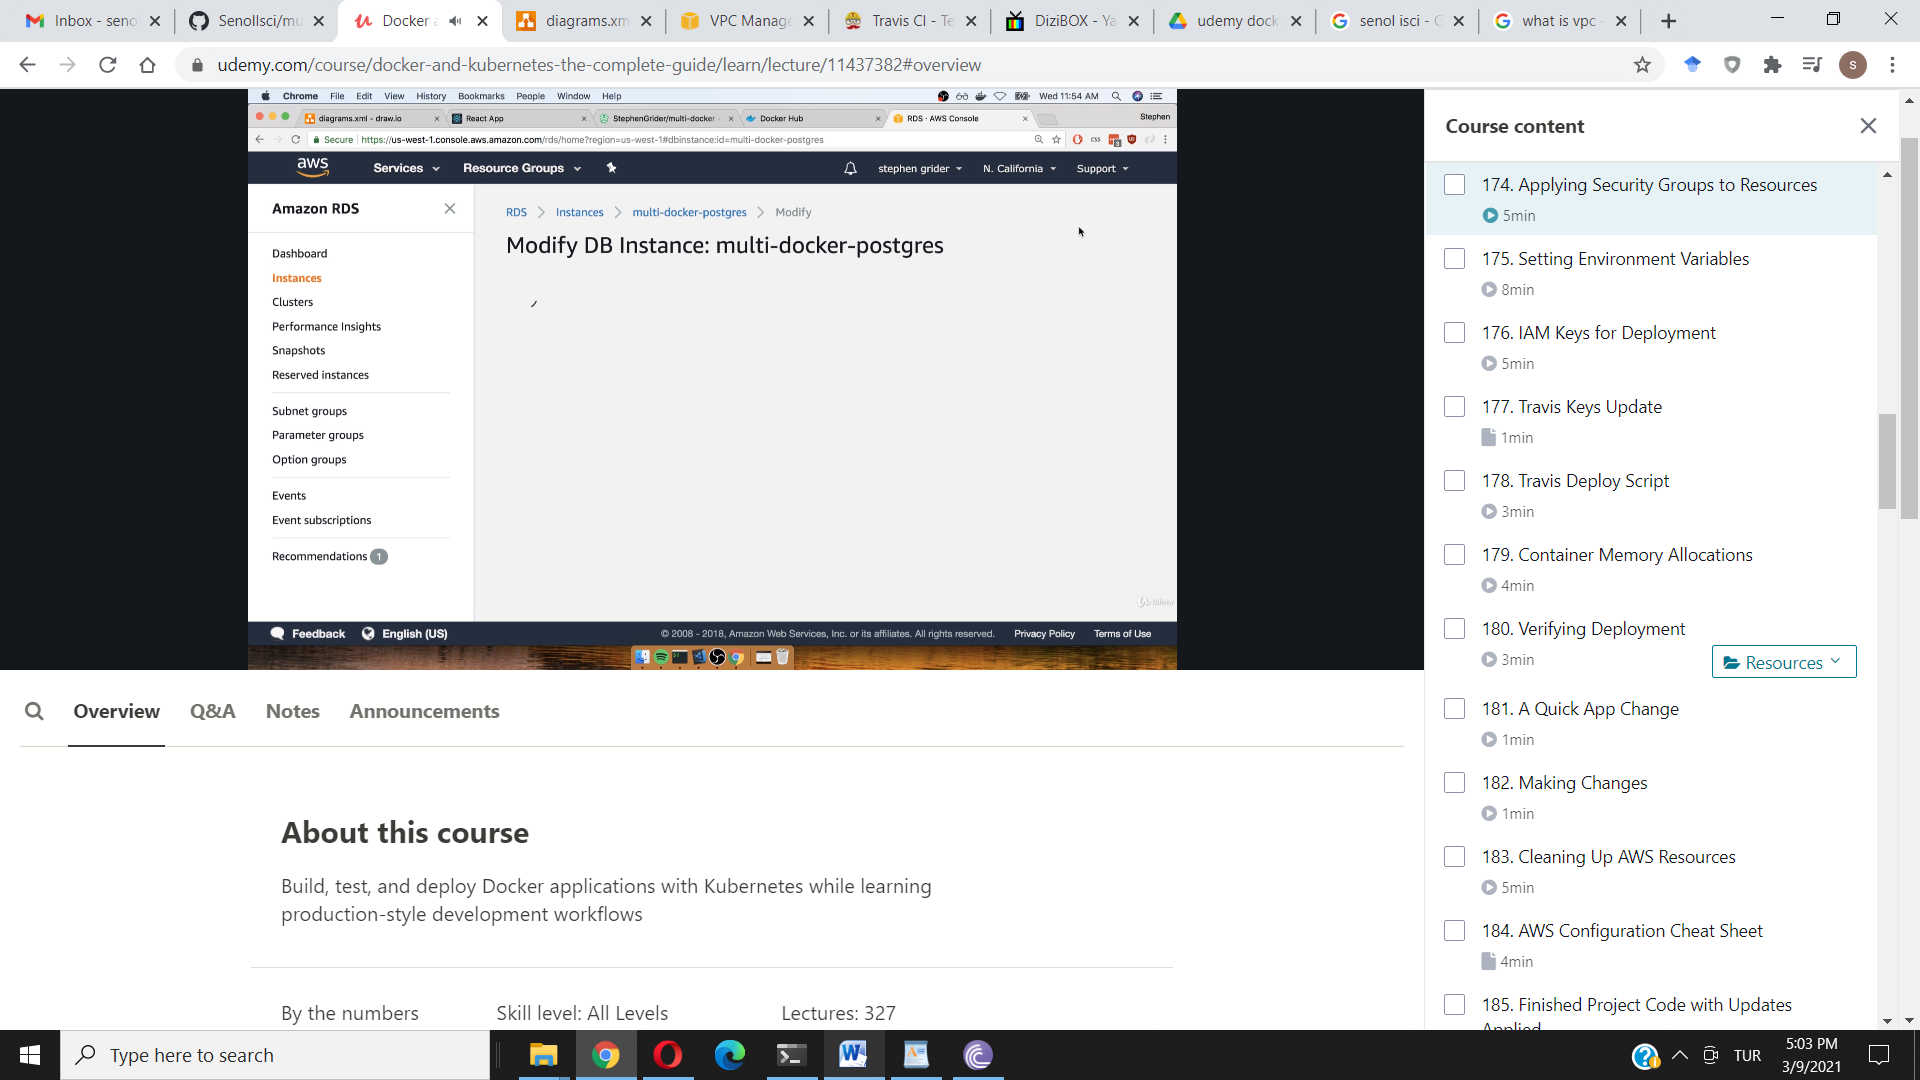 Inbox - seno
SenolIsci/mu
Docker a
diagrams.xm
VPC Manage
Travis CI - Te
DiziBOX - Ya
udemy dock
senol isci - G
what is vpc -
udemy.com/course/docker-and-kubernetes-the-complete-guide/learn/lecture/11437382#overview
S
Chrome File Edit View History Bookmarks People Window Help
Wed 11:54 AM
diagrams.xml - draw.io
React App
StephenGrider/multi-docker -
Docker Hub
RDS · AWS Console
Stephen
Secure https://us-west-1.console.aws.amazon.com/rds/home?region=us-west-1#dbinstance:id=multi-docker-postgres
aws
Services
Resource Groups
stephen grider
N. California
Support
Amazon RDS
Dashboard
Instances
Clusters
Performance Insights
Snapshots
Reserved instances
Subnet groups
Parameter groups
Option groups
Events
Event subscriptions
Recommendations 1
RDS Instances multi-docker-postgres Modify
Modify DB Instance: multi-docker-postgres
Udemy
Feedback English (US)
© 2008 - 2018, Amazon Web Services, Inc. or its affiliates. All rights reserved. Privacy Policy Terms of Use
Overview Q&A Notes Announcements
About this course
Build, test, and deploy Docker applications with Kubernetes while learning
production-style development workflows
By the numbers
Skill level: All Levels
Lectures: 327
Course content
174. Applying Security Groups to Resources
5min
175. Setting Environment Variables
8min
176. IAM Keys for Deployment
5min
177. Travis Keys Update
1min
178. Travis Deploy Script
3min
179. Container Memory Allocations
4min
180. Verifying Deployment
3min
Resources
181. A Quick App Change
1min
182. Making Changes
1min
183. Cleaning Up AWS Resources
5min
184. AWS Configuration Cheat Sheet
4min
185. Finished Project Code with Updates
Applied
Type here to search
TUR
5:03 PM
3/9/2021